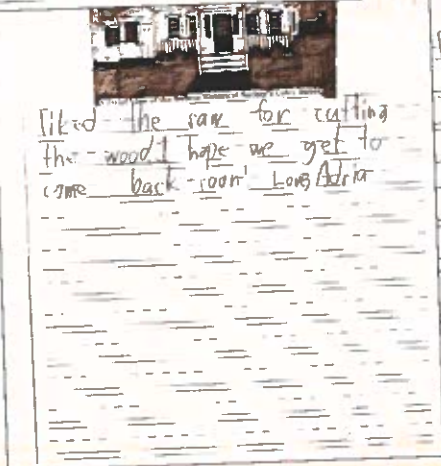 I liked the saw for cutting
the wood I hope we get to
come back soon! Love, Adria